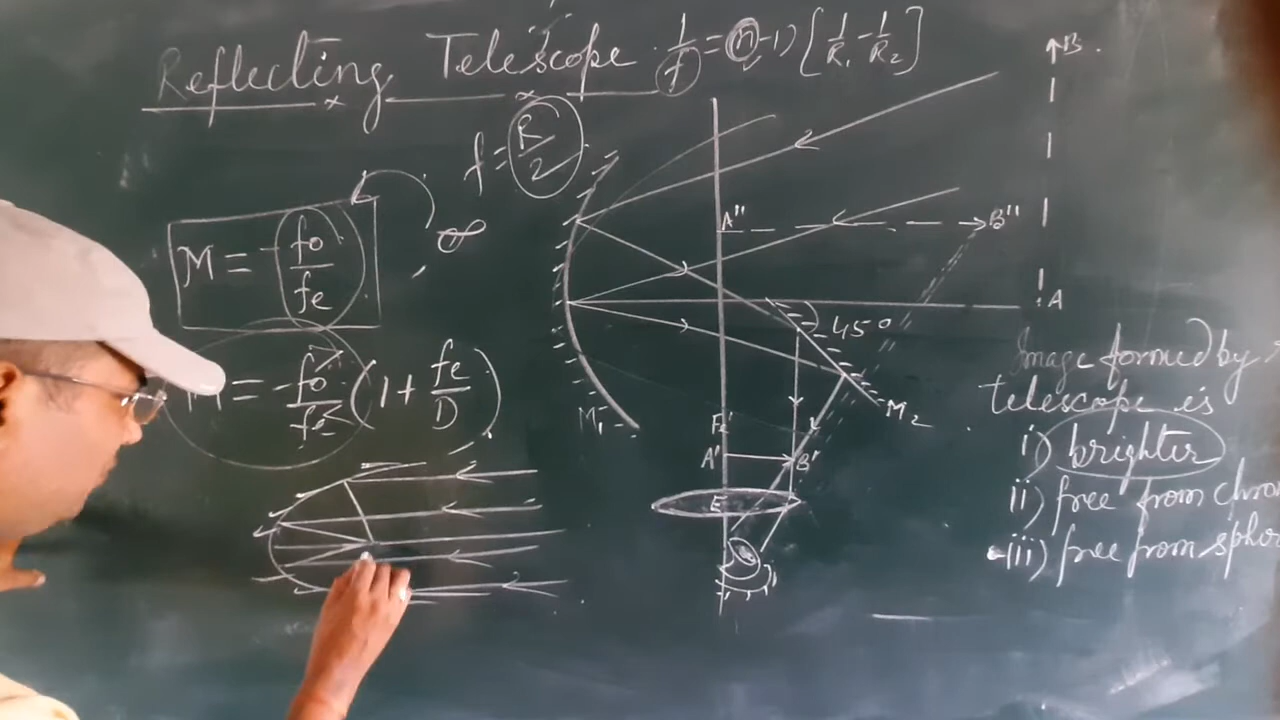 Reflecting Telescope 1/f = (n-1) [1/R₁ - 1/R₂]
f = R/2
M = - fo/fe
∞
M = - fo/fe (1 + fe/D)
B
A'' B''
A
45°
M₁
M₂
A' B'
E
Image formed by
telescope is
i) brighter
ii) free from chro
iii) free from spher